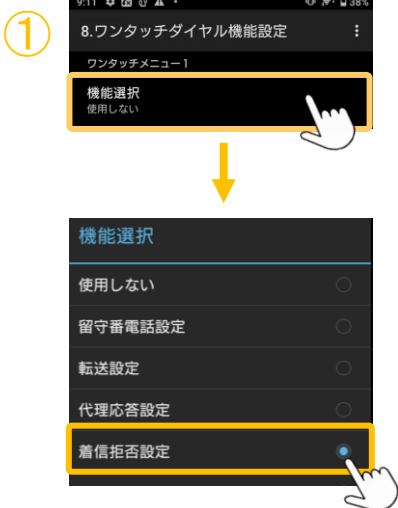 ①
9:11 38%
8.ワンタッチダイヤル機能設定
ワンタッチメニュー1
機能選択
使用しない
機能選択
使用しない
留守番電話設定
転送設定
代理応答設定
着信拒否設定